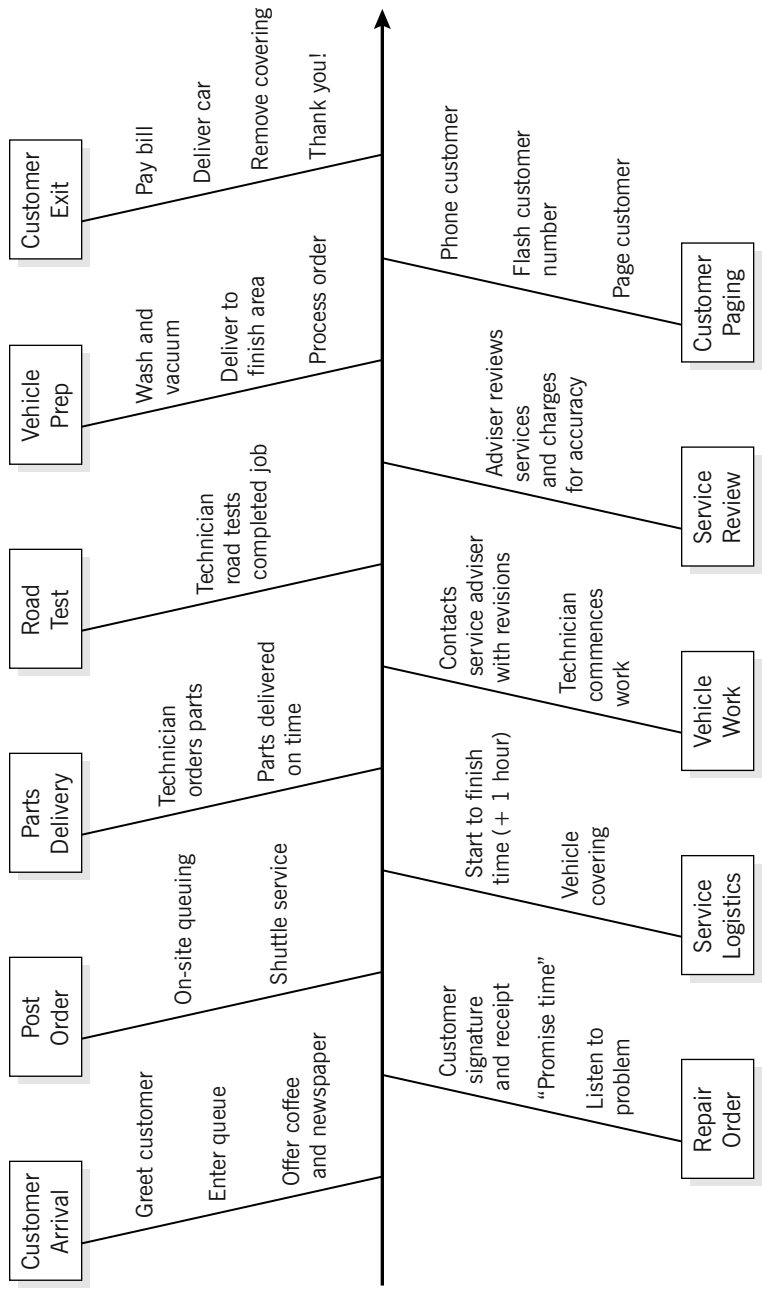 Customer
Arrival
Greet customer
Enter queue
Offer coffee
and newspaper
Repair
Order
Customer
signature
and receipt
“Promise time”
Listen to
problem
Post
Order
On-site queuing
Shuttle service
Service
Logistics
Start to finish
time (+ 1 hour)
Vehicle
covering
Parts
Delivery
Technician
orders parts
Parts delivered
on time
Vehicle
Work
Contacts
service adviser
with revisions
Technician
commences
work
Road
Test
Technician
road tests
completed job
Service
Review
Adviser reviews
services
and charges
for accuracy
Vehicle
Prep
Wash and
vacuum
Deliver to
finish area
Process order
Customer
Paging
Phone customer
Flash customer
number
Page customer
Customer
Exit
Pay bill
Deliver car
Remove covering
Thank you!